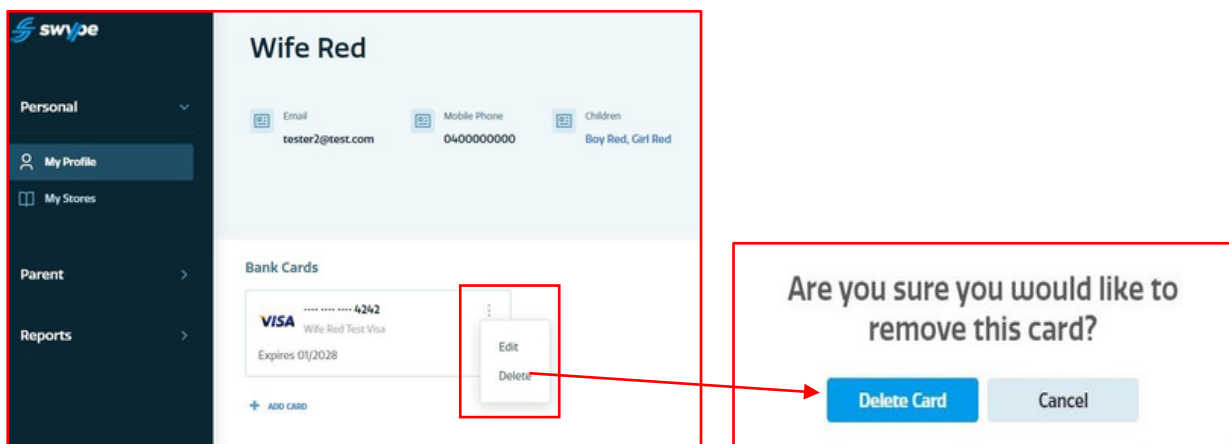 swype
Wife Red
Personal
Email
Mobile Phone
Children
tester2@test.com
0400000000
Boy Red, Girl Red
My Profile
My Stores
Parent
Bank Cards
VISA
···· ···· ···· 4242
Wife Red Test Visa
Expires 01/2028
Edit
Delete
Reports
+ ADD CARD
Are you sure you would like to
remove this card?
Delete Card
Cancel